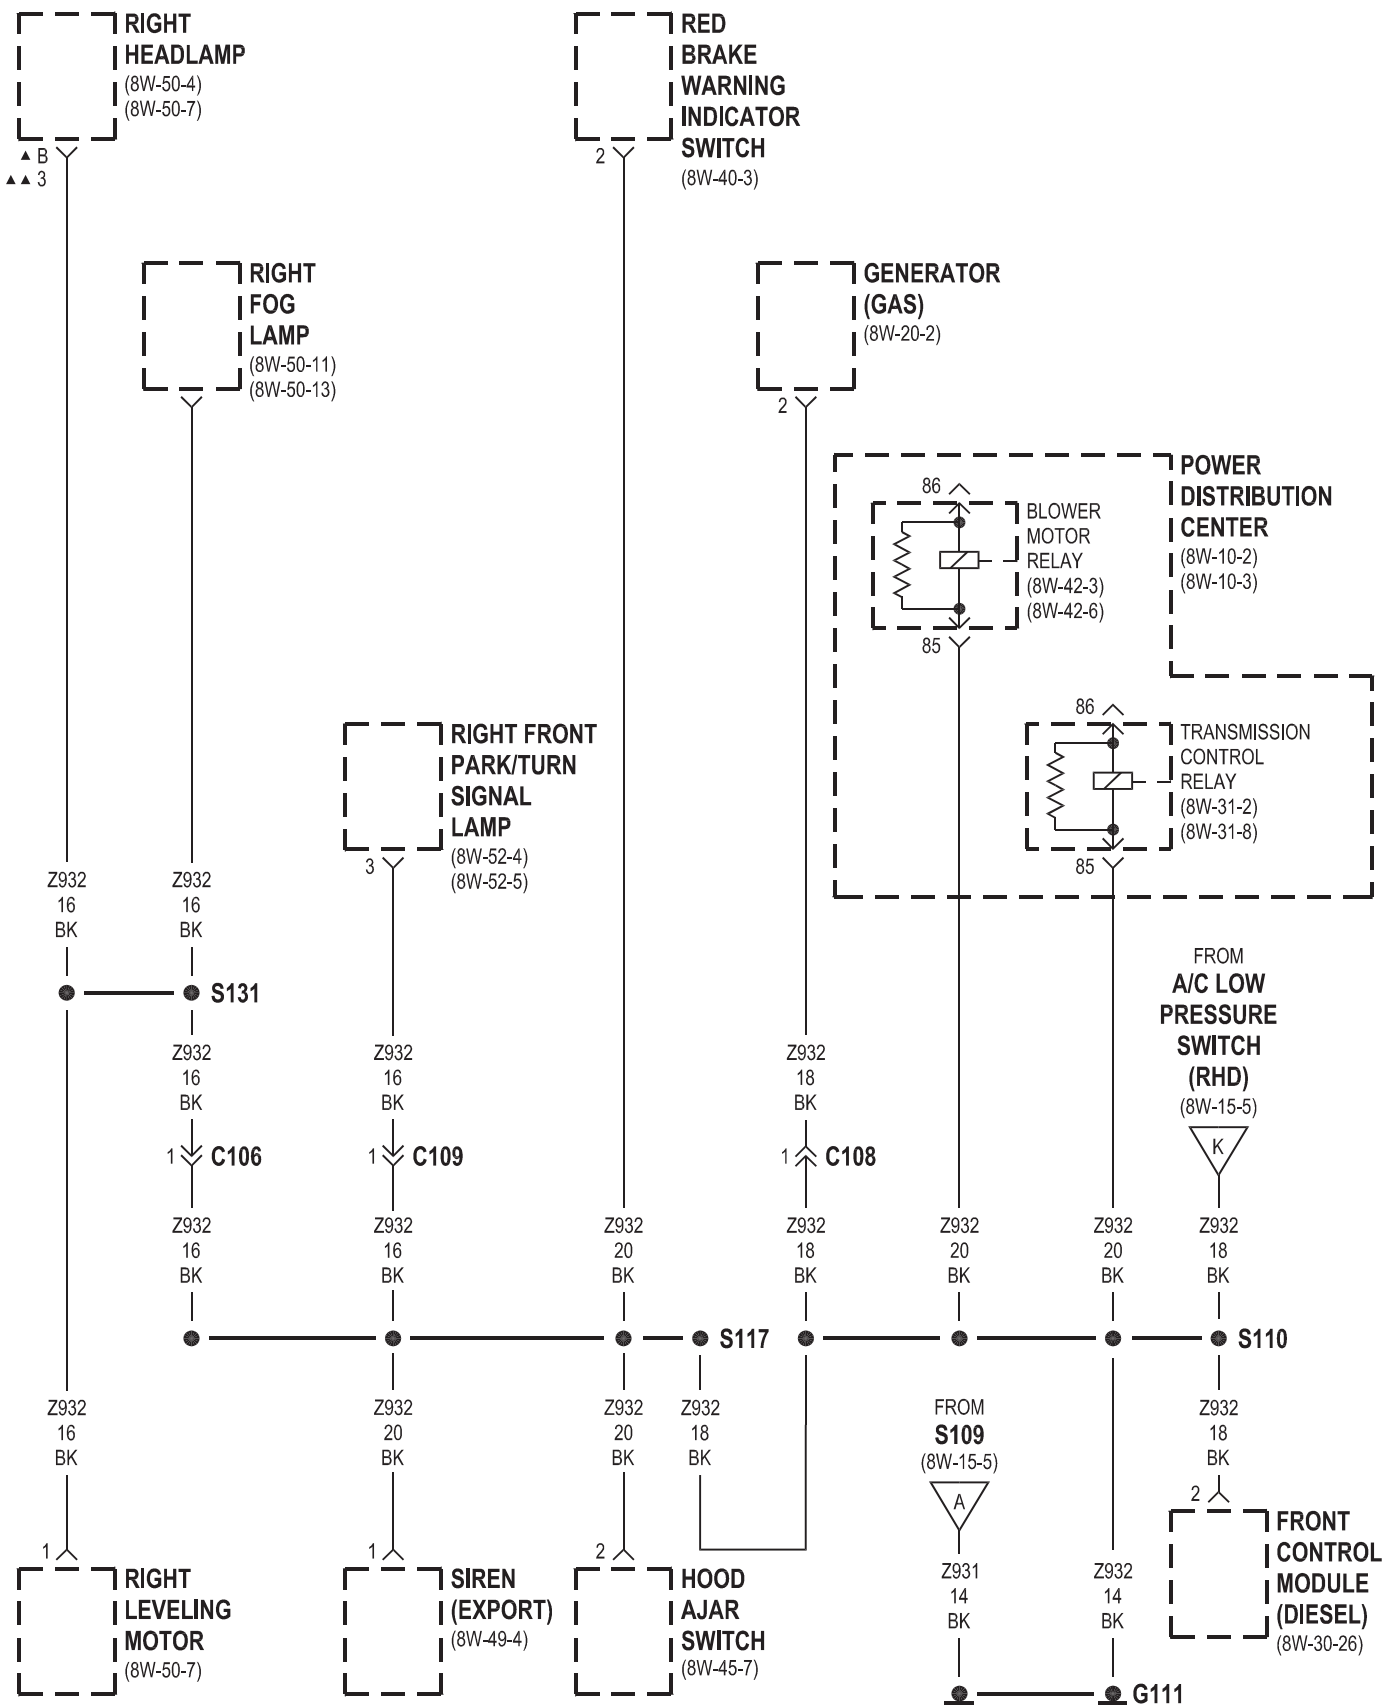 RIGHT
HEADLAMP
(8W-50-4)
(8W-50-7)
▲ B
▲▲ 3
RED
BRAKE
WARNING
INDICATOR
SWITCH
(8W-40-3)
2
RIGHT
FOG
LAMP
(8W-50-11)
(8W-50-13)
GENERATOR
(GAS)
(8W-20-2)
2
POWER
DISTRIBUTION
CENTER
(8W-10-2)
(8W-10-3)
86
BLOWER
MOTOR
RELAY
(8W-42-3)
(8W-42-6)
85
86
TRANSMISSION
CONTROL
RELAY
(8W-31-2)
(8W-31-8)
85
RIGHT FRONT
PARK/TURN
SIGNAL
LAMP
(8W-52-4)
(8W-52-5)
3
Z932
16
BK
Z932
16
BK
S131
FROM
A/C LOW
PRESSURE
SWITCH
(RHD)
(8W-15-5)
K
Z932
16
BK
Z932
16
BK
Z932
18
BK
1
C106
1
C109
1
C108
Z932
16
BK
Z932
16
BK
Z932
20
BK
Z932
18
BK
Z932
20
BK
Z932
20
BK
Z932
18
BK
S117
S110
Z932
16
BK
Z932
20
BK
Z932
20
BK
Z932
18
BK
FROM
S109
(8W-15-5)
A
Z932
18
BK
2
FRONT
CONTROL
MODULE
(DIESEL)
(8W-30-26)
1
RIGHT
LEVELING
MOTOR
(8W-50-7)
1
SIREN
(EXPORT)
(8W-49-4)
2
HOOD
AJAR
SWITCH
(8W-45-7)
Z931
14
BK
Z932
14
BK
G111